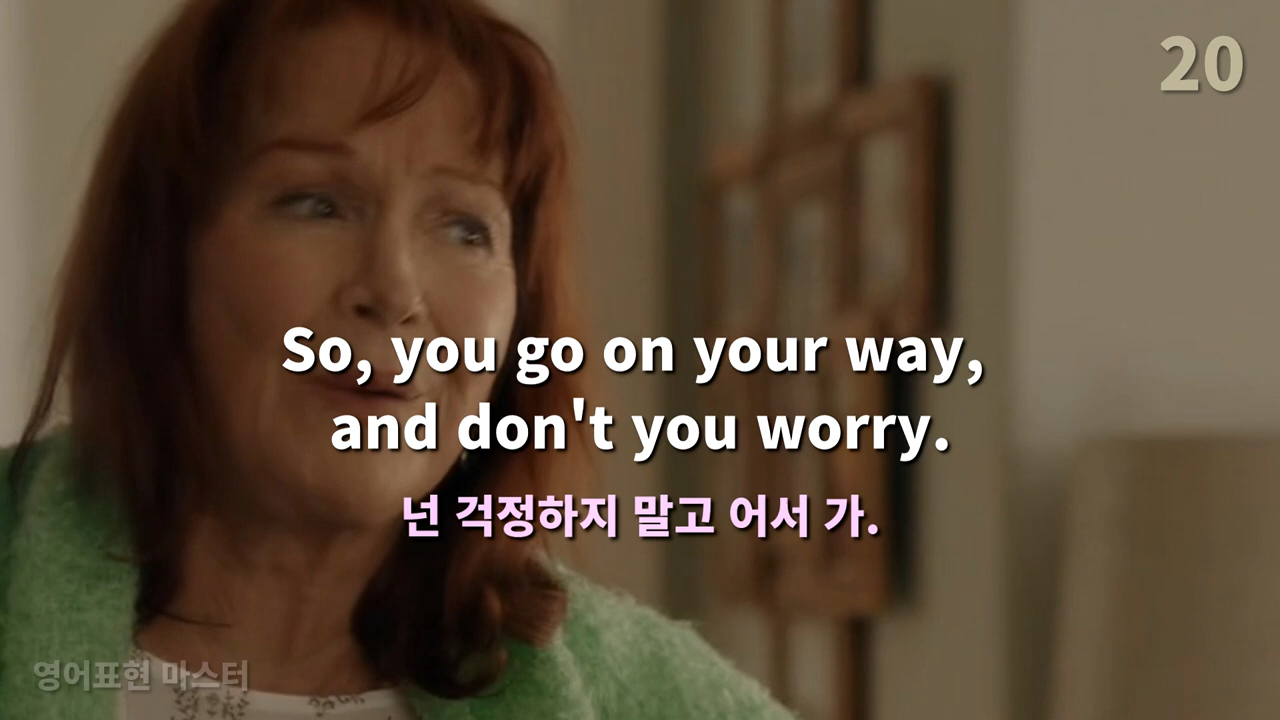 20
So, you go on your way,
and don't you worry.
넌 걱정하지 말고 어서 가.
영어표현 마스터